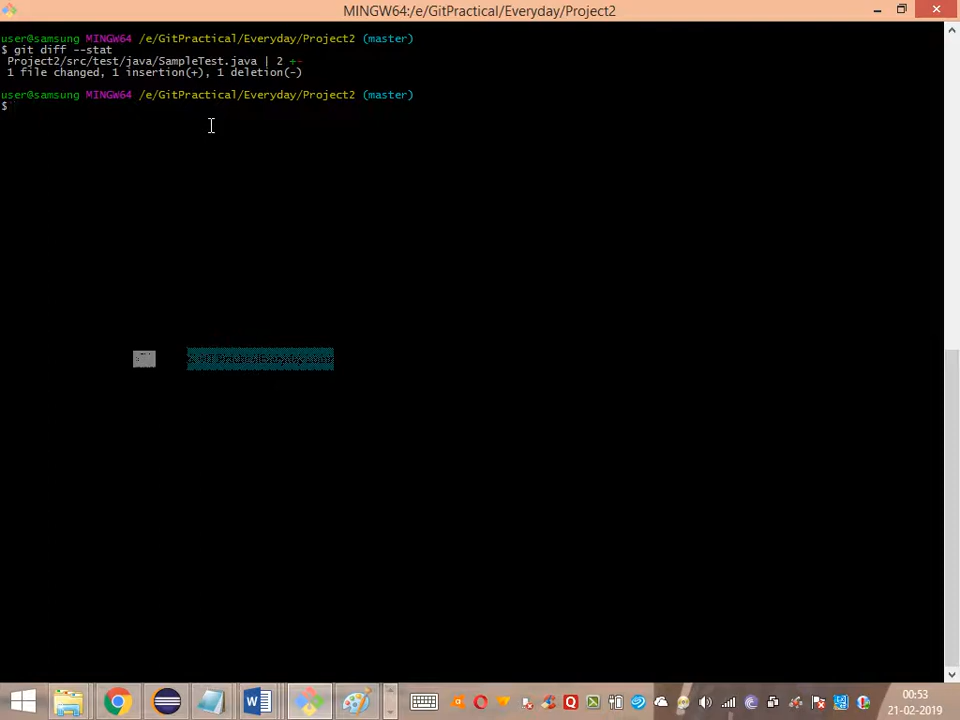 MINGW64:/e/GitPractical/Everyday/Project2
user@samsung MINGW64 /e/GitPractical/Everyday/Project2 (master)
$ git diff --stat
Project2/src/test/java/SampleTest.java | 2 +-
1 file changed, 1 insertion(+), 1 deletion(-)
user@samsung MINGW64 /e/GitPractical/Everyday/Project2 (master)
$
00:53
21-02-2019